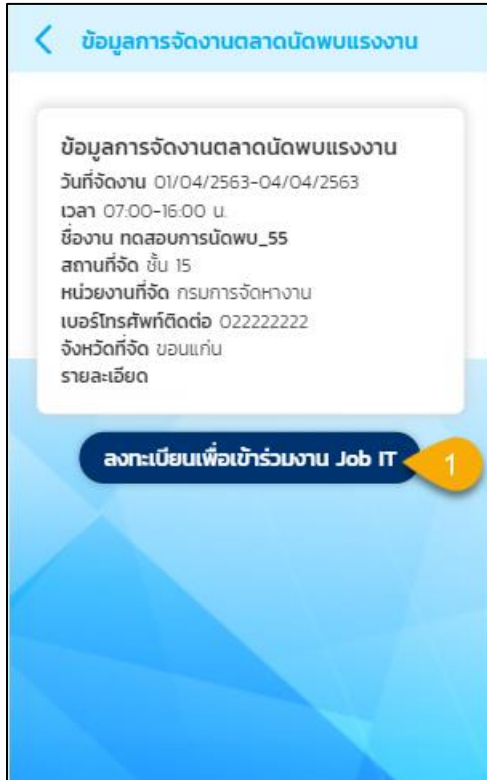 ข้อมูลการจัดงานตลาดนัดพบแรงงาน
ข้อมูลการจัดงานตลาดนัดพบแรงงาน
วันที่จัดงาน 01/04/2563-04/04/2563
เวลา 07:00-16:00 น.
ชื่องาน ทดสอบการนัดพบ_55
สถานที่จัด ชั้น 15
หน่วยงานที่จัด กรมการจัดหางาน
เบอร์โทรศัพท์ติดต่อ 022222222
จังหวัดที่จัด ขอนแก่น
รายละเอียด
ลงทะเบียนเพื่อเข้าร่วมงาน Job IT 1